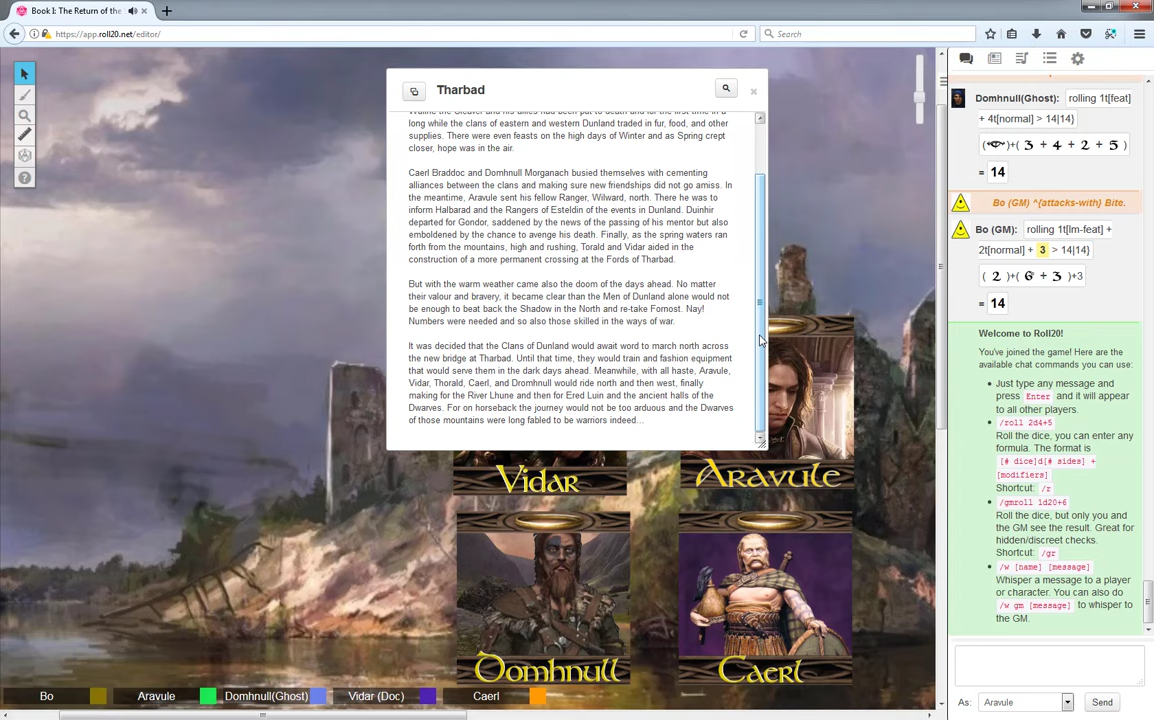 Book I: The Return of the
https://app.roll20.net/editor/
Search
Tharbad
long while the clans of eastern and western Dunland traded in fur, food, and other
supplies. There were even feasts on the high days of Winter and as Spring crept
closer, hope was in the air.
Caerl Braddoc and Domhnull Morganach busied themselves with cementing
alliances between the clans and making sure new friendships did not go amiss. In
the meantime, Aravule sent his fellow Ranger, Wilward, north. There he was to
inform Halbarad and the Rangers of Esteldin of the events in Dunland. Duinhir
departed for Gondor, saddened by the news of the passing of his mentor but also
emboldened by the chance to avenge his death. Finally, as the spring waters ran
forth from the mountains, high and rushing, Torald and Vidar aided in the
construction of a more permanent crossing at the Fords of Tharbad.
But with the warm weather came also the doom of the days ahead. No matter
their valour and bravery, it became clear than the Men of Dunland alone would not
be enough to beat back the Shadow in the North and re-take Fornost. Nay!
Numbers were needed and so also those skilled in the ways of war.
It was decided that the Clans of Dunland would await word to march north across
the new bridge at Tharbad. Until that time, they would train and fashion equipment
that would serve them in the dark days ahead. Meanwhile, with all haste, Aravule,
Vidar, Thorald, Caerl, and Dromhnull would ride north and then west, finally
making for the River Lhune and then for Ered Luin and the ancient halls of the
Dwarves. For on horseback the journey would not be too arduous and the Dwarves
of those mountains were long fabled to be warriors indeed...
Vidar
Aravule
Domhnull
Caerl
Bo
Aravule
Domhnull(Ghost)
Vidar (Doc)
Caerl
Domhnull(Ghost): rolling 1t[feat]
+ 4t[normal] > 14|14}
( )+( 3 + 4 + 2 + 5 )
= 14
Bo (GM) ^{attacks-with} Bite.
Bo (GM): rolling 1t[lm-feat] +
2t[normal] + 3 > 14|14}
( 2 )+( 6 + 3 )+3
= 14
Welcome to Roll20!
You've joined the game! Here are the
available chat commands you can use:
Just type any message and
press Enter and it will appear
to all other players.
/roll 2d4+5
Roll the dice, you can enter any
formula. The format is
[# dice]d[# sides] +
[modifiers]
Shortcut: /r
/gmroll 1d20+6
Roll the dice, but only you and
the GM see the result. Great for
hidden/discreet checks.
Shortcut: /gr
/w [name] [message]
Whisper a message to a player
or character. You can also do
/w gm [message] to whisper to
the GM.
As: Aravule Send